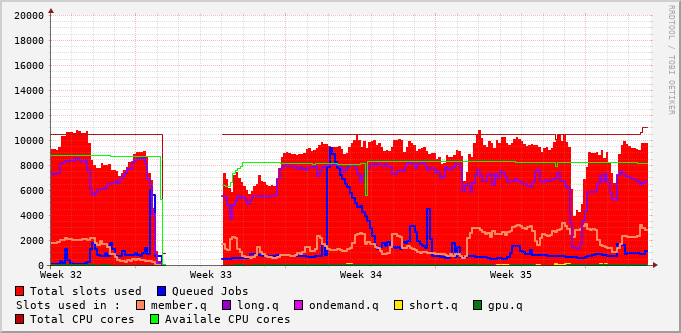 20000
18000
16000
14000
12000
10000
8000
6000
4000
2000
0
Week 32 Week 33 Week 34 Week 35
Total slots used Queued Jobs
Slots used in : member.q long.q ondemand.q short.q gpu.q
Total CPU cores Availale CPU cores
RRDTOOL / TOBI OETIKER